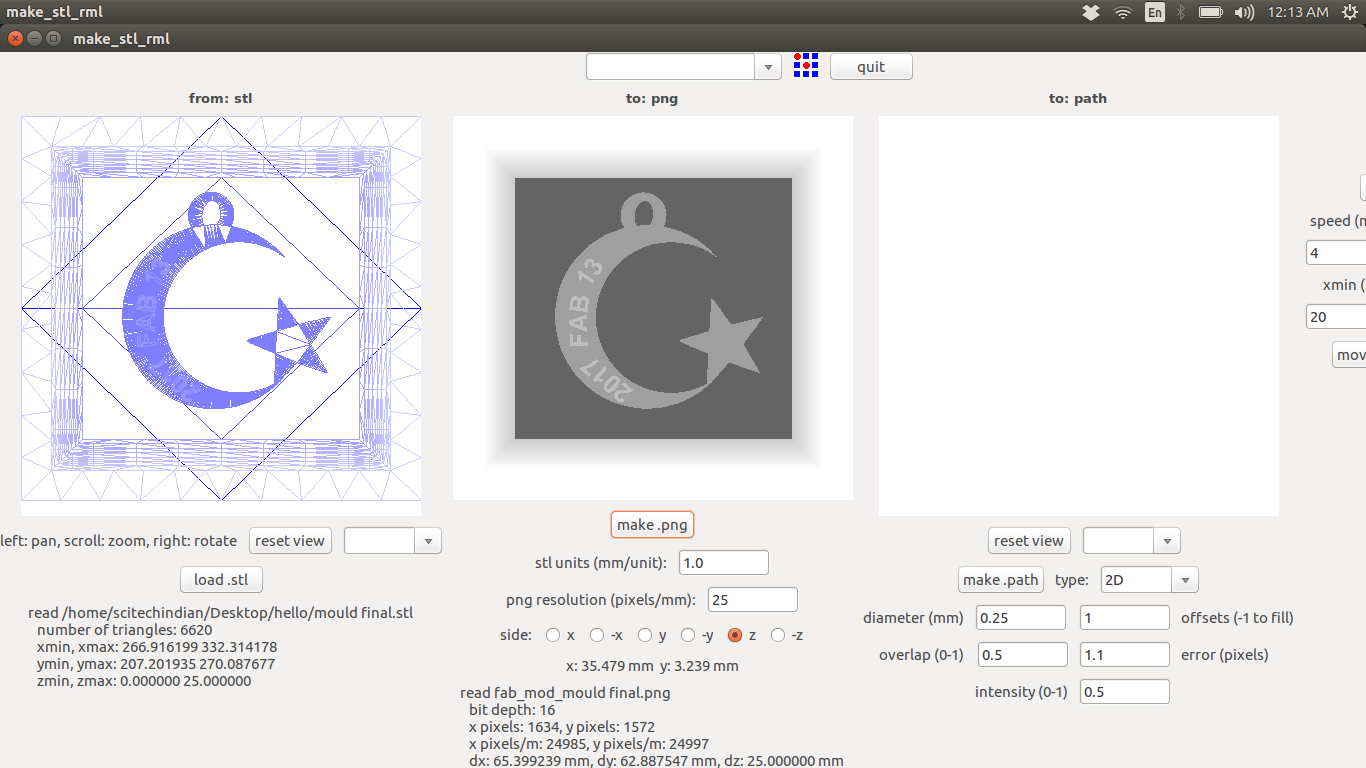 make_stl_rml
En
12:13 AM
make_stl_rml
quit
from: stl
to: png
to: path
FAB 13
2017
FAB 13
2017
speed (m
4
xmin (
20
mov
left: pan, scroll: zoom, right: rotate
reset view
load .stl
read /home/scitechindian/Desktop/hello/mould final.stl
number of triangles: 6620
xmin, xmax: 266.916199 332.314178
ymin, ymax: 207.201935 270.087677
zmin, zmax: 0.000000 25.000000
make .png
stl units (mm/unit): 1.0
png resolution (pixels/mm): 25
side: x -x y -y z -z
x: 35.479 mm y: 3.239 mm
read fab_mod_mould final.png
bit depth: 16
x pixels: 1634, y pixels: 1572
x pixels/m: 24985, y pixels/m: 24997
dx: 65.399239 mm, dy: 62.887547 mm, dz: 25.000000 mm
reset view
make .path type: 2D
diameter (mm) 0.25 1 offsets (-1 to fill)
overlap (0-1) 0.5 1.1 error (pixels)
intensity (0-1) 0.5